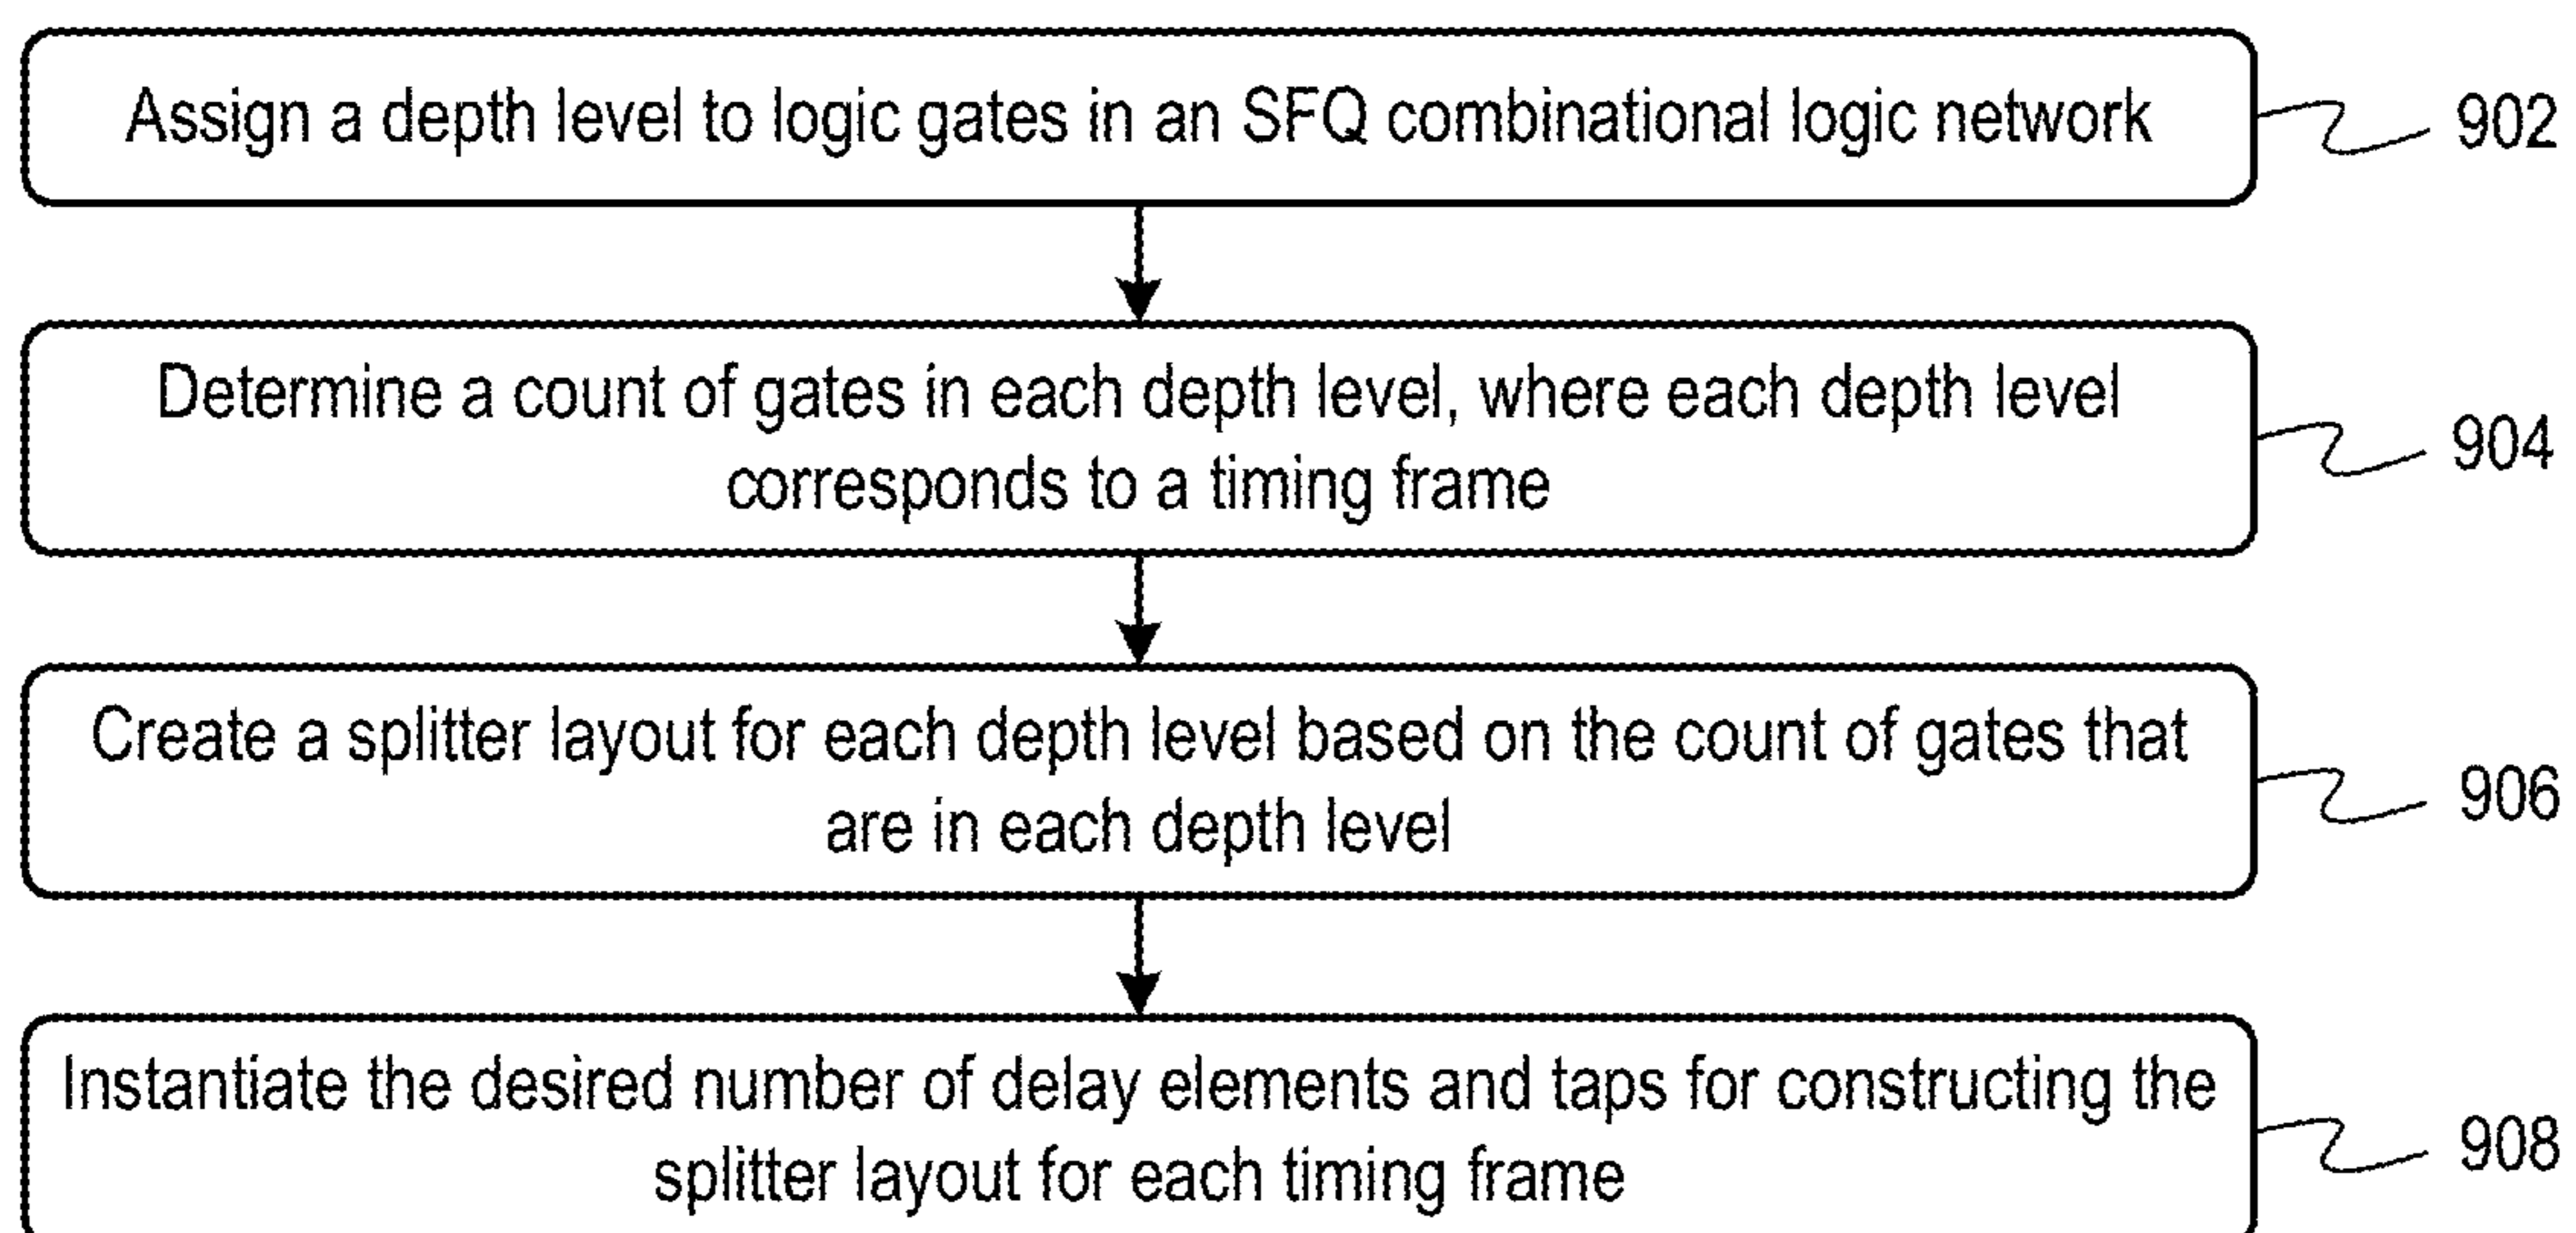 Assign a depth level to logic gates in an SFQ combinational logic network
902
Determine a count of gates in each depth level, where each depth level
corresponds to a timing frame
904
Create a splitter layout for each depth level based on the count of gates that
are in each depth level
906
Instantiate the desired number of delay elements and taps for constructing the
splitter layout for each timing frame
908